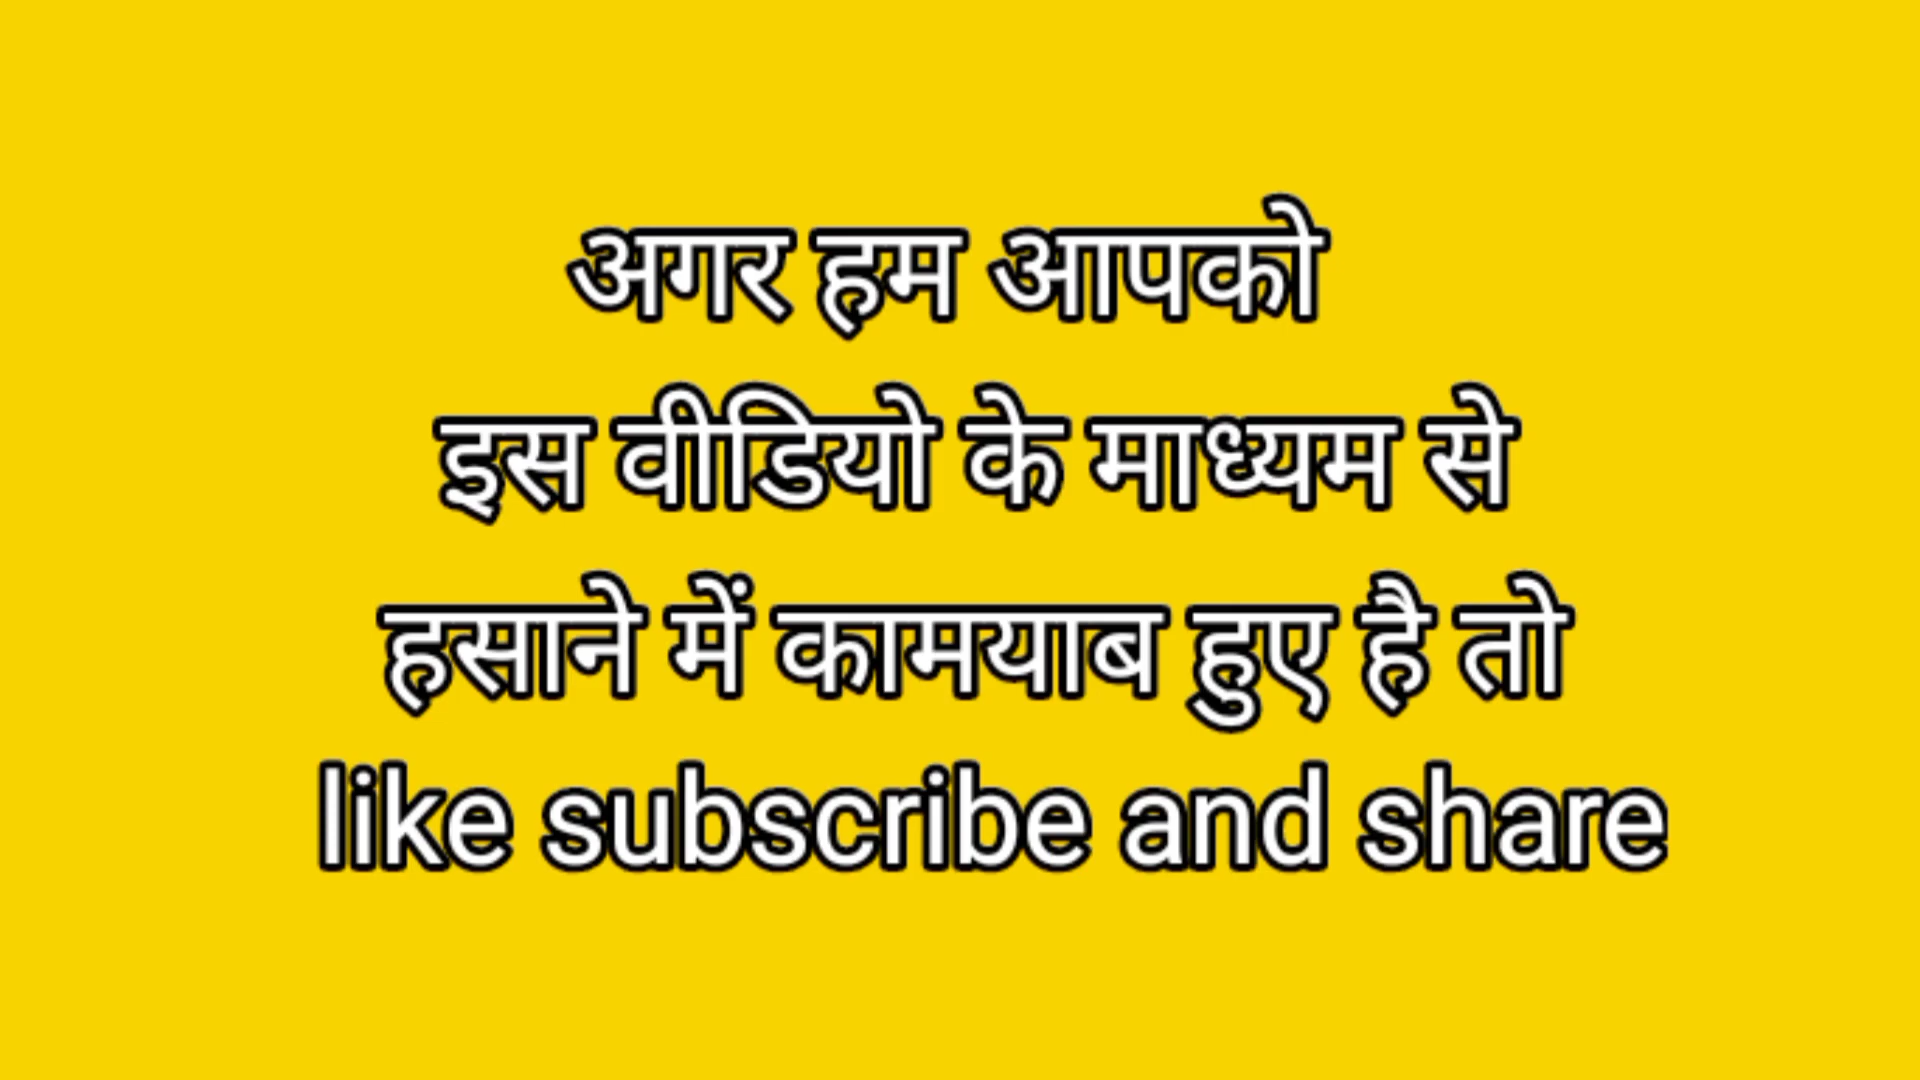 अगर हम आपको
इस वीडियो के माध्यम से
हसाने में कामयाब हुए है तो
like subscribe and share